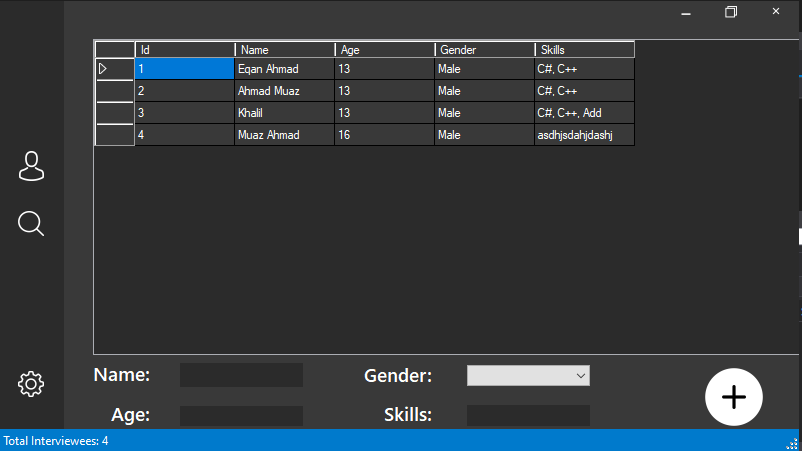 Id Name Age Gender Skills
1 Eqan Ahmad 13 Male C#, C++
2 Ahmad Muaz 13 Male C#, C++
3 Khalil 13 Male C#, C++, Add
4 Muaz Ahmad 16 Male asdhjsdahjdashj
Name: Gender:
Age: Skills:
Total Interviewees: 4